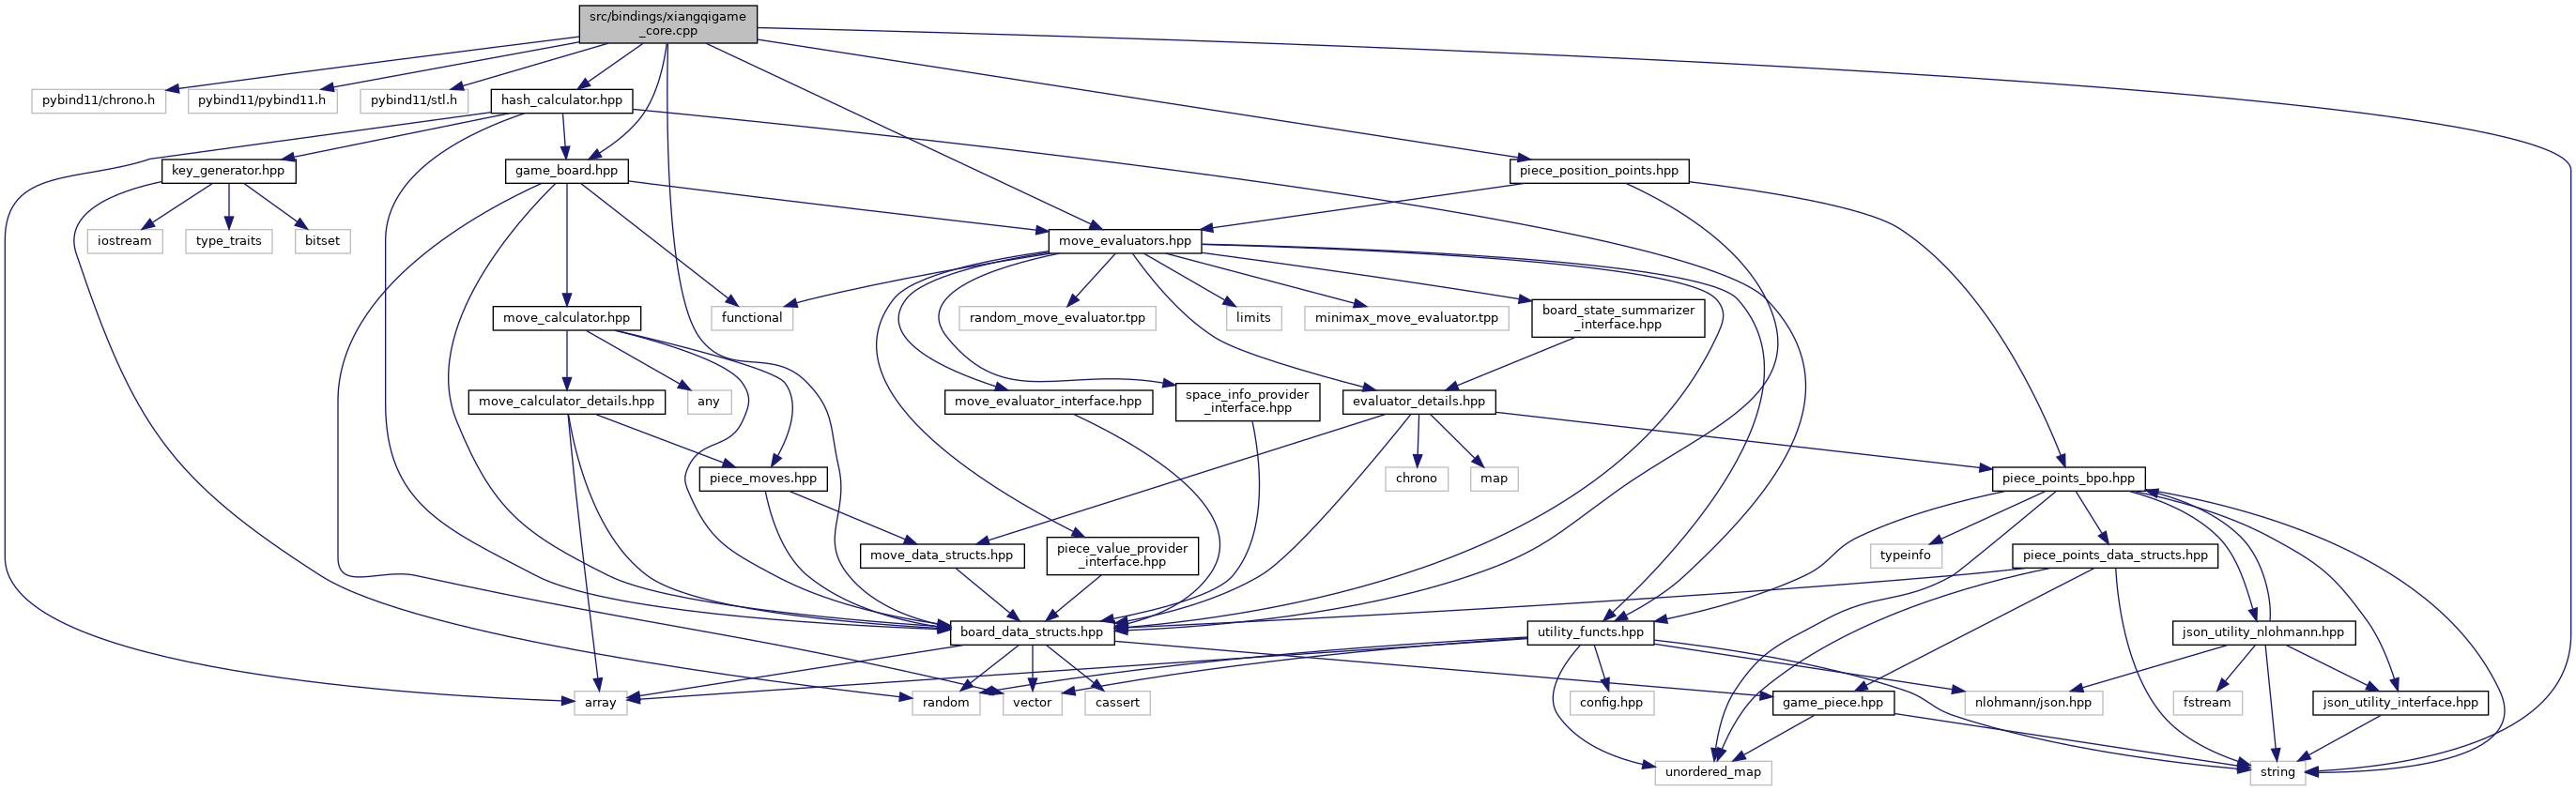 src/bindings/xiangqigame
_core.cpp
pybind11/chrono.h
pybind11/pybind11.h
pybind11/stl.h
hash_calculator.hpp
key_generator.hpp
game_board.hpp
piece_position_points.hpp
iostream
type_traits
bitset
move_evaluators.hpp
move_calculator.hpp
functional
random_move_evaluator.tpp
limits
minimax_move_evaluator.tpp
board_state_summarizer
_interface.hpp
move_calculator_details.hpp
any
move_evaluator_interface.hpp
space_info_provider
_interface.hpp
evaluator_details.hpp
piece_moves.hpp
chrono
map
piece_points_bpo.hpp
move_data_structs.hpp
piece_value_provider
_interface.hpp
typeinfo
piece_points_data_structs.hpp
board_data_structs.hpp
utility_functs.hpp
json_utility_nlohmann.hpp
array
random
vector
cassert
config.hpp
game_piece.hpp
nlohmann/json.hpp
fstream
json_utility_interface.hpp
unordered_map
string